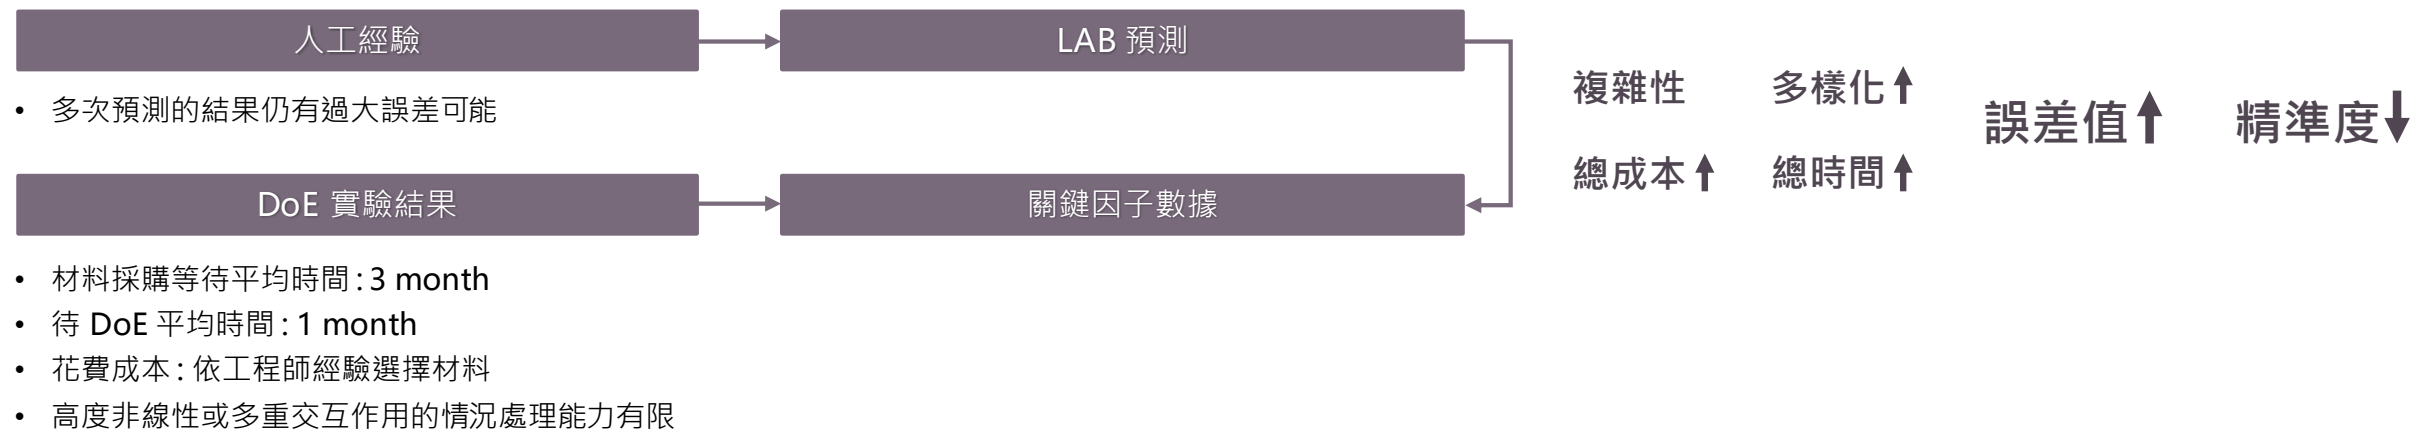 人工經驗
LAB 預測
• 多次預測的結果仍有過大誤差可能
DoE 實驗結果
關鍵因子數據
• 材料採購等待平均時間 : 3 month
• 待 DoE 平均時間 : 1 month
• 花費成本 : 依工程師經驗選擇材料
• 高度非線性或多重交互作用的情況處理能力有限
複雜性 多樣化↑
總成本↑ 總時間↑
誤差值↑ 精準度↓